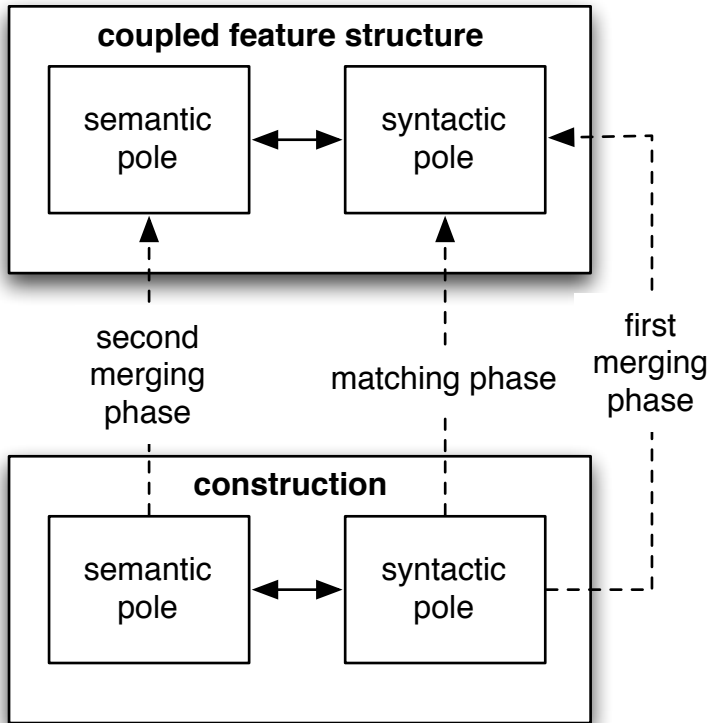 coupled feature structure
semantic
pole
syntactic
pole
second
merging
phase
matching phase
first
merging
phase
construction
semantic
pole
syntactic
pole